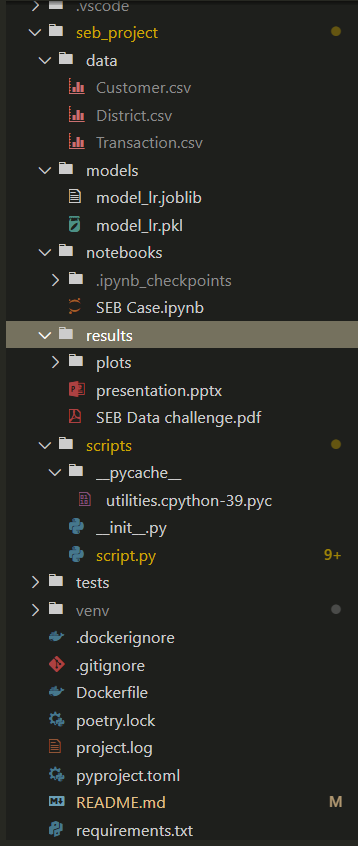 .vscode
seb_project
data
Customer.csv
District.csv
Transaction.csv
models
model_lr.joblib
model_lr.pkl
notebooks
.ipynb_checkpoints
SEB Case.ipynb
results
plots
presentation.pptx
SEB Data challenge.pdf
scripts
__pycache__
utilities.cpython-39.pyc
__init__.py
script.py 9+
tests
venv
.dockerignore
.gitignore
Dockerfile
poetry.lock
project.log
pyproject.toml
README.md M
requirements.txt